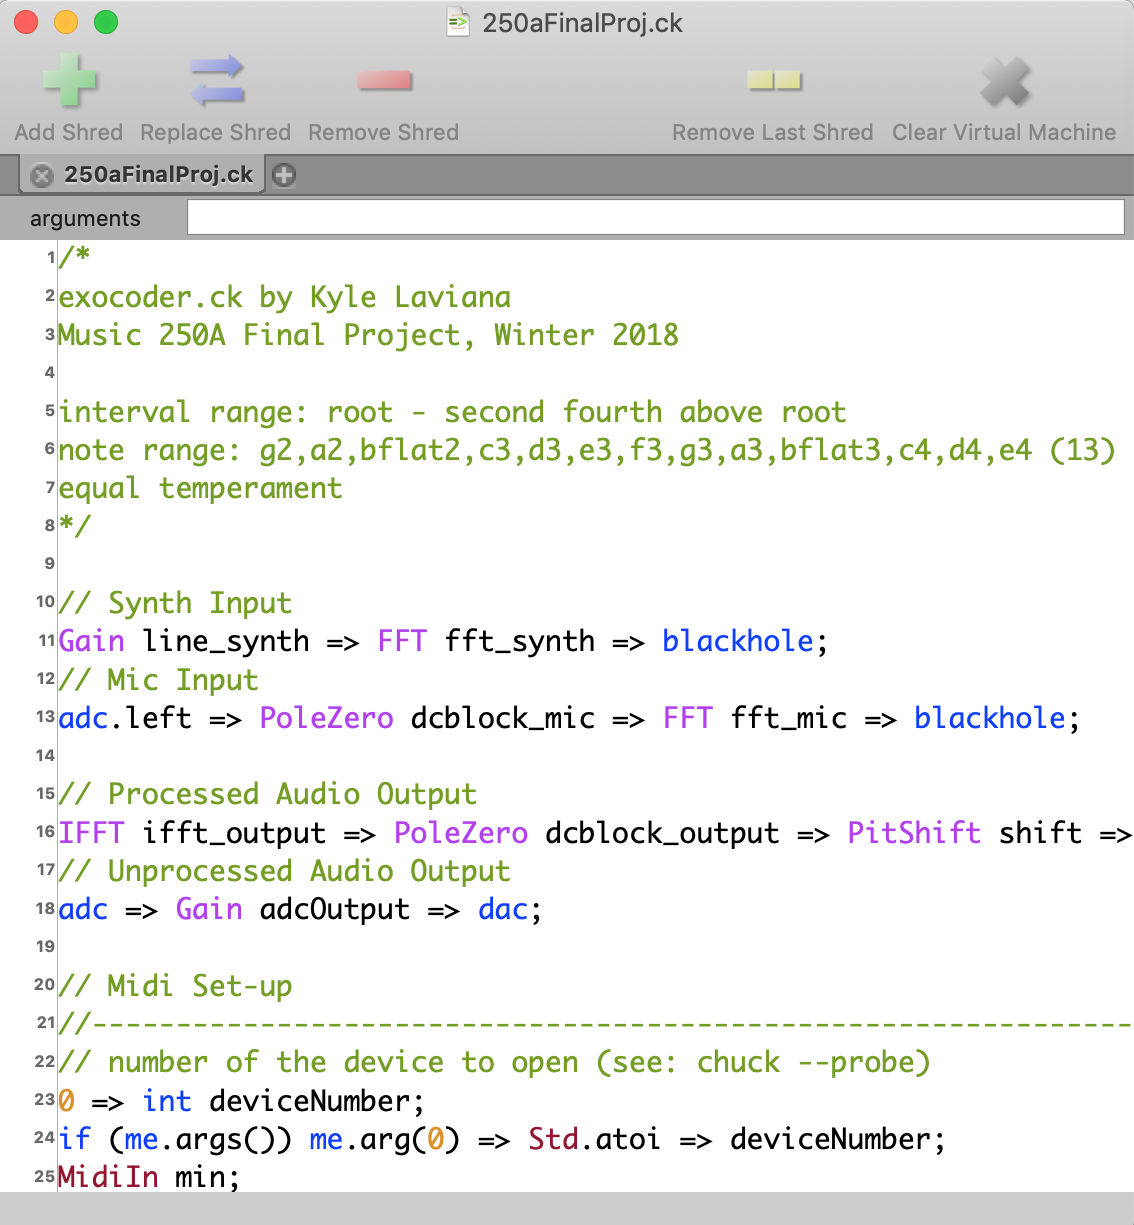 250aFinalProj.ck
Add Shred Replace Shred Remove Shred Remove Last Shred Clear Virtual Machine
250aFinalProj.ck
arguments
1 /*
2 exocoder.ck by Kyle Laviana
3 Music 250A Final Project, Winter 2018
4
5 interval range: root - second fourth above root
6 note range: g2,a2,bflat2,c3,d3,e3,f3,g3,a3,bflat3,c4,d4,e4 (13)
7 equal temperament
8 */
9
10 // Synth Input
11 Gain line_synth => FFT fft_synth => blackhole;
12 // Mic Input
13 adc.left => PoleZero dcblock_mic => FFT fft_mic => blackhole;
14
15 // Processed Audio Output
16 IFFT ifft_output => PoleZero dcblock_output => PitShift shift =>
17 // Unprocessed Audio Output
18 adc => Gain adcOutput => dac;
19
20 // Midi Set-up
21 //--------------------------------------------------------------
22 // number of the device to open (see: chuck --probe)
23 0 => int deviceNumber;
24 if (me.args()) me.arg(0) => Std.atoi => deviceNumber;
25 MidiIn min;